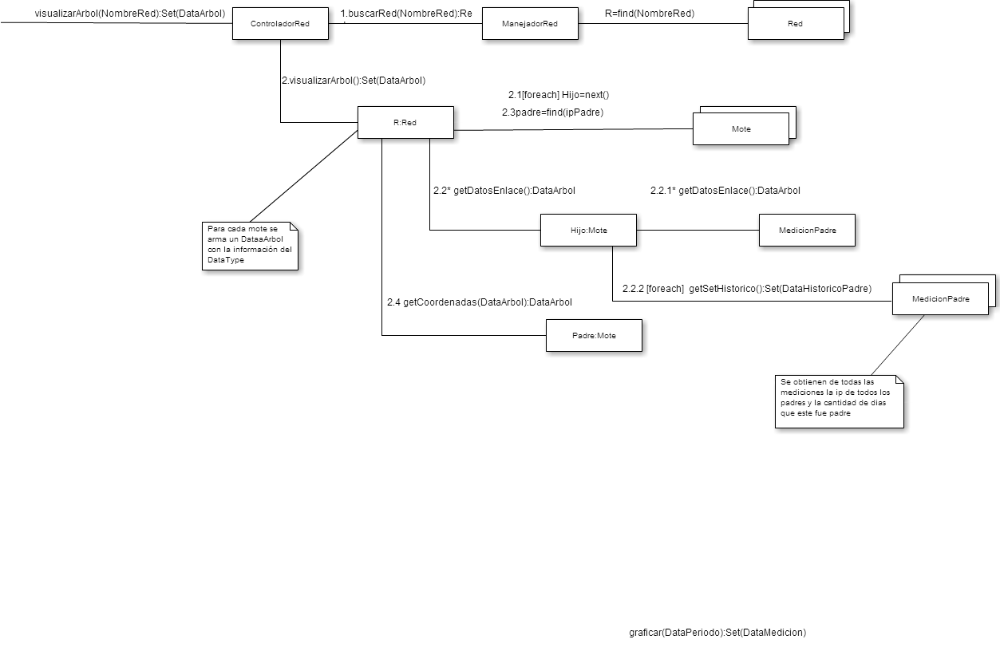 visualizarArbol(NombreRed):Set(DataArbol)
ControladorRed
1.buscarRed(NombreRed):Re
ManejadorRed
R=find(NombreRed)
Red
2.visualizarArbol():Set(DataArbol)
2.1[foreach] Hijo=next()
2.3padre=find(ipPadre)
R:Red
Mote
2.2* getDatosEnlace():DataArbol
2.2.1* getDatosEnlace():DataArbol
Para cada mote se
arma un DataaArbol
con la información del
DataType
Hijo:Mote
MedicionPadre
2.2.2 [foreach] getSetHistorico():Set(DataHistoricoPadre)
MedicionPadre
2.4 getCoordenadas(DataArbol):DataArbol
Padre:Mote
Se obtienen de todas las
mediciones la ip de todos los
padres y la cantidad de dias
que este fue padre
graficar(DataPeriodo):Set(DataMedicion)